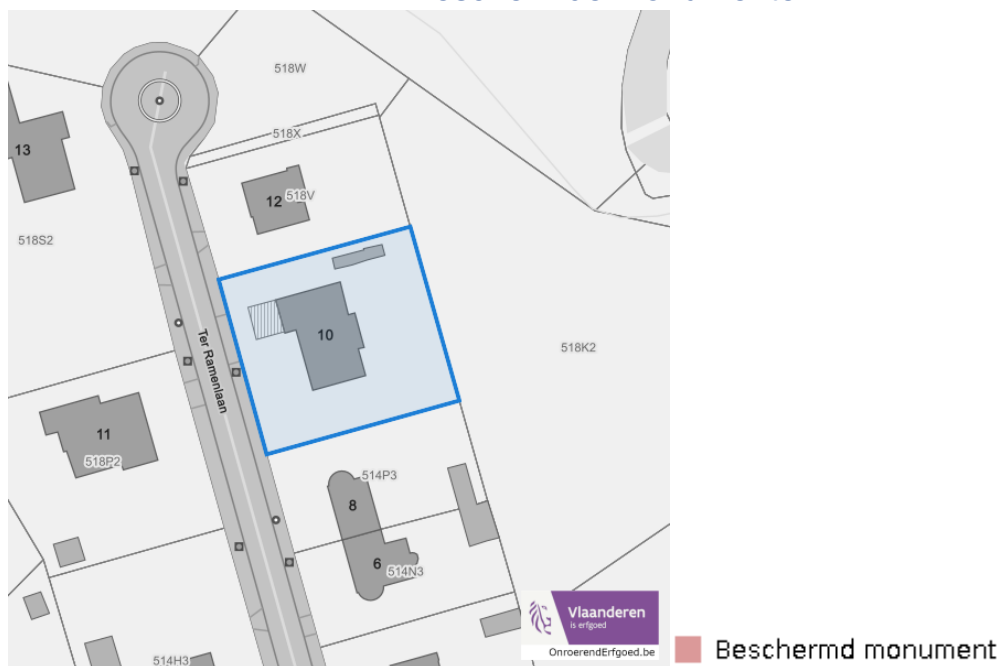 518W
13
518X
12
518V
518S2
10
Ter Ramenlaan
518K2
11
518P2
514P3
8
6
514N3
514H3
Vlaanderen
is erfgoed
OnroerendErfgoed.be
Beschermd monument